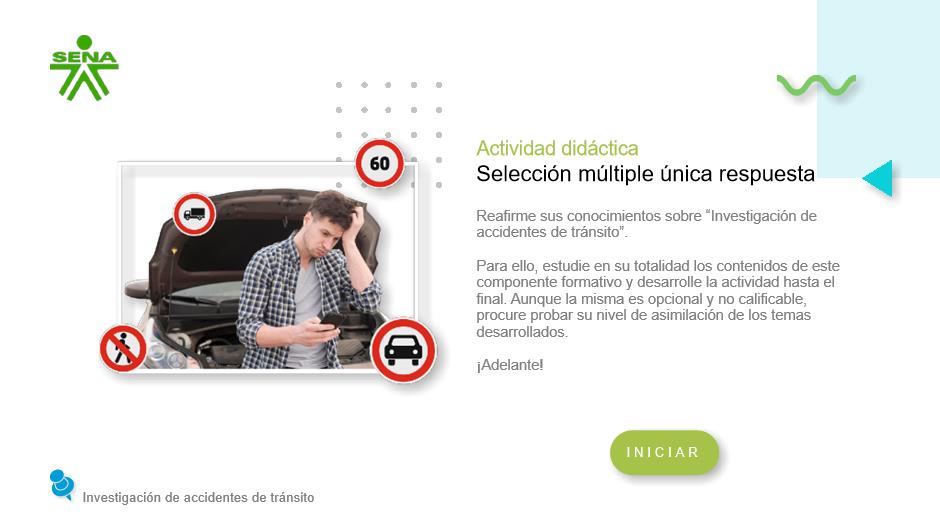 SENA
60
Actividad didáctica
Selección múltiple única respuesta
Reafirme sus conocimientos sobre “Investigación de
accidentes de tránsito”.
Para ello, estudie en su totalidad los contenidos de este
componente formativo y desarrolle la actividad hasta el
final. Aunque la misma es opcional y no calificable,
procure probar su nivel de asimilación de los temas
desarrollados.
¡Adelante!
INICIAR
Investigación de accidentes de tránsito